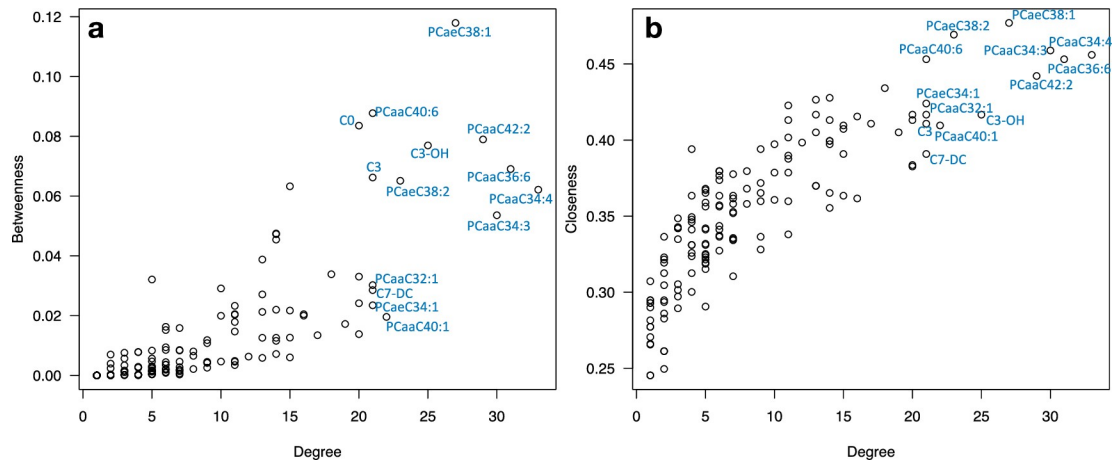 a
0.12
0.10
0.08
0.06
0.04
0.02
0.00
Betweenness
PCaeC38:1
PCaaC40:6
C0
PCaaC42:2
C3-OH
C3
PCaaC36:6
PCaeC38:2
PCaaC34:4
PCaaC34:3
PCaaC32:1
C7-DC
PCaeC34:1
PCaaC40:1
0 5 10 15 20 25 30
Degree
b
0.45
0.40
0.35
0.30
0.25
Closeness
PCaeC38:1
PCaeC38:2
PCaaC34:4
PCaaC40:6
PCaaC34:3
PCaaC36:6
PCaaC42:2
PCaeC34:1
PCaaC32:1
C3-OH
C3
PCaaC40:1
C7-DC
0 5 10 15 20 25 30
Degree